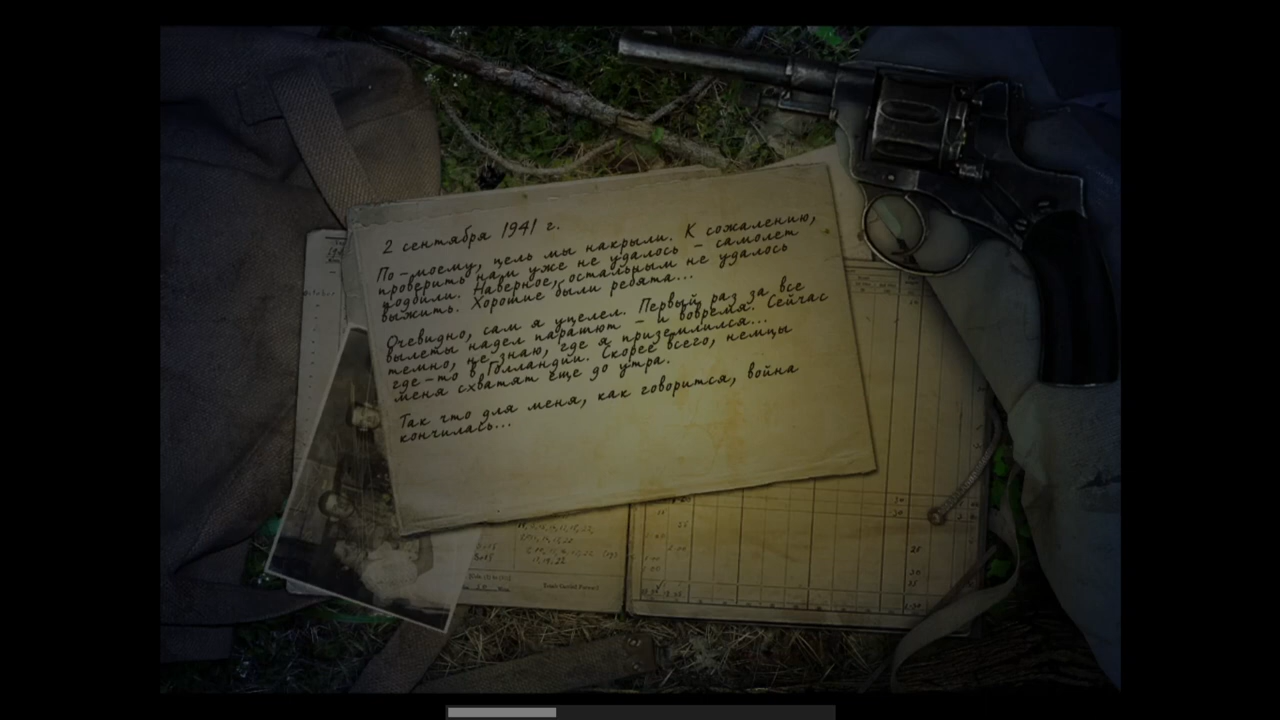 2 сентября 1941 г.
По-моему, цель мы накрыли. К сожалению,
проверить нам уже не удалось - самолет
подбили. Наверное, остальным не удалось
выжить. Хорошие были ребята...
Очевидно, сам я уцелел. Первый раз за все
вылеты надел парашют - и вовремя. Сейчас
темно, не знаю, где я приземлился...
где-то в Голландии. Скорее всего, немцы
меня схватят еще до утра.
Так что для меня, как говорится, война
кончилась...